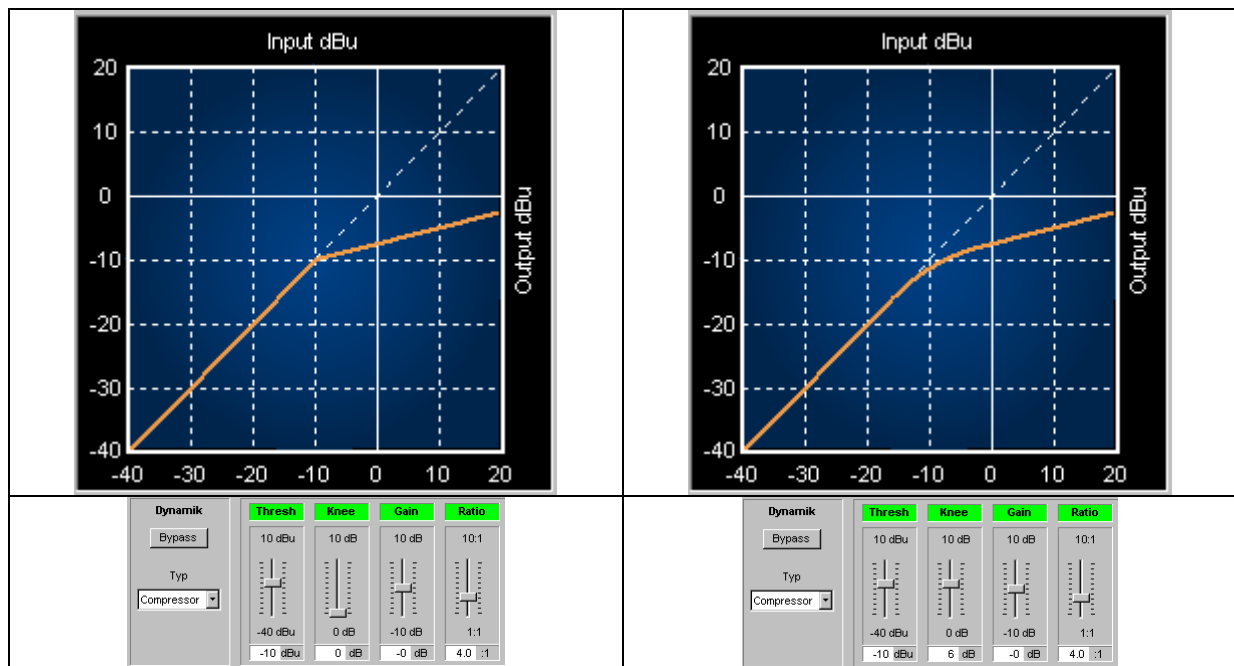 Input dBu
20
10
0
-10
-20
-30
-40
-40 -30 -20 -10 0 10 20
Output dBu
Input dBu
20
10
0
-10
-20
-30
-40
-40 -30 -20 -10 0 10 20
Output dBu
Dynamik
Bypass
Typ
Compressor
Thresh Knee Gain Ratio
10 dBu 10 dB 10 dB 10:1
-40 dBu 0 dB -10 dB 1:1
-10 dBu 0 dB -0 dB 4.0 :1
Dynamik
Bypass
Typ
Compressor
Thresh Knee Gain Ratio
10 dBu 10 dB 10 dB 10:1
-40 dBu 0 dB -10 dB 1:1
-10 dBu 6 dB -0 dB 4.0 :1